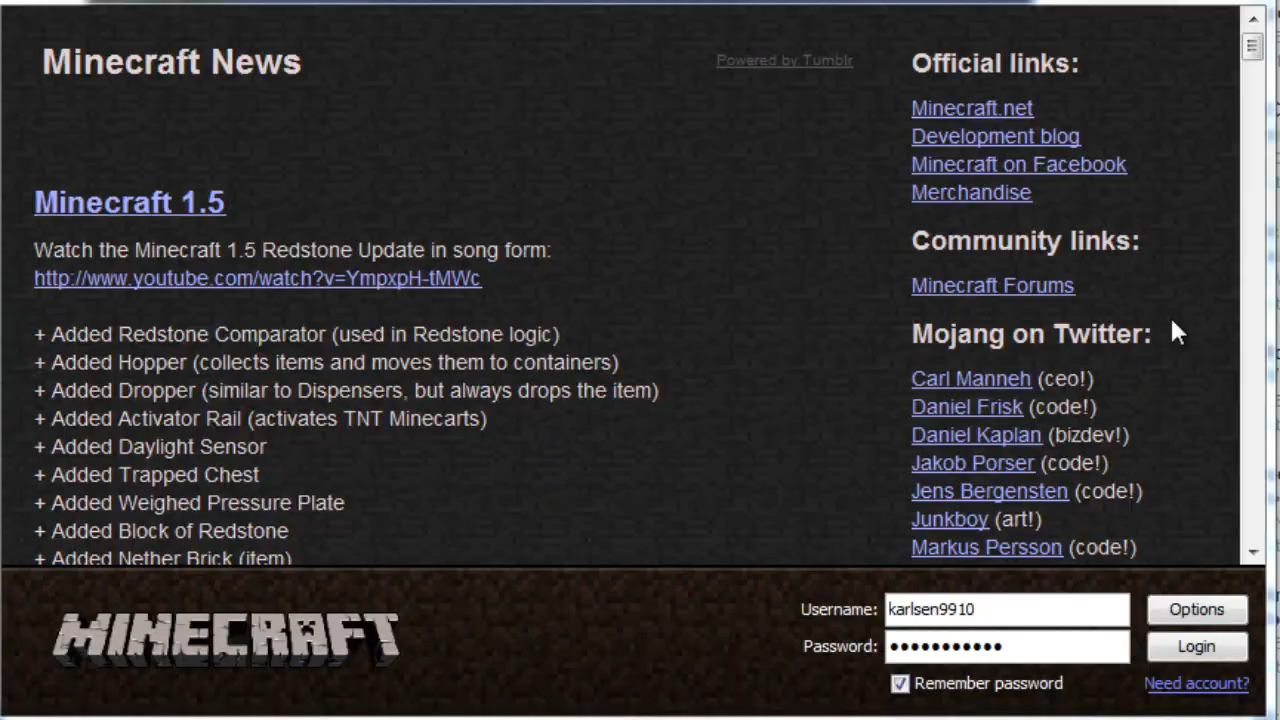 Minecraft News
Powered by Tumblr
Minecraft 1.5
Watch the Minecraft 1.5 Redstone Update in song form:
http://www.youtube.com/watch?v=YmpxpH-tMWc
+ Added Redstone Comparator (used in Redstone logic)
+ Added Hopper (collects items and moves them to containers)
+ Added Dropper (similar to Dispensers, but always drops the item)
+ Added Activator Rail (activates TNT Minecarts)
+ Added Daylight Sensor
+ Added Trapped Chest
+ Added Weighed Pressure Plate
+ Added Block of Redstone
+ Added Nether Brick (item)
Official links:
Minecraft.net
Development blog
Minecraft on Facebook
Merchandise
Community links:
Minecraft Forums
Mojang on Twitter:
Carl Manneh (ceo!)
Daniel Frisk (code!)
Daniel Kaplan (bizdev!)
Jakob Porser (code!)
Jens Bergensten (code!)
Junkboy (art!)
Markus Persson (code!)
MINECRAFT
Username: karlsen9910
Options
Password: ●●●●●●●●●●●
Login
Remember password
Need account?